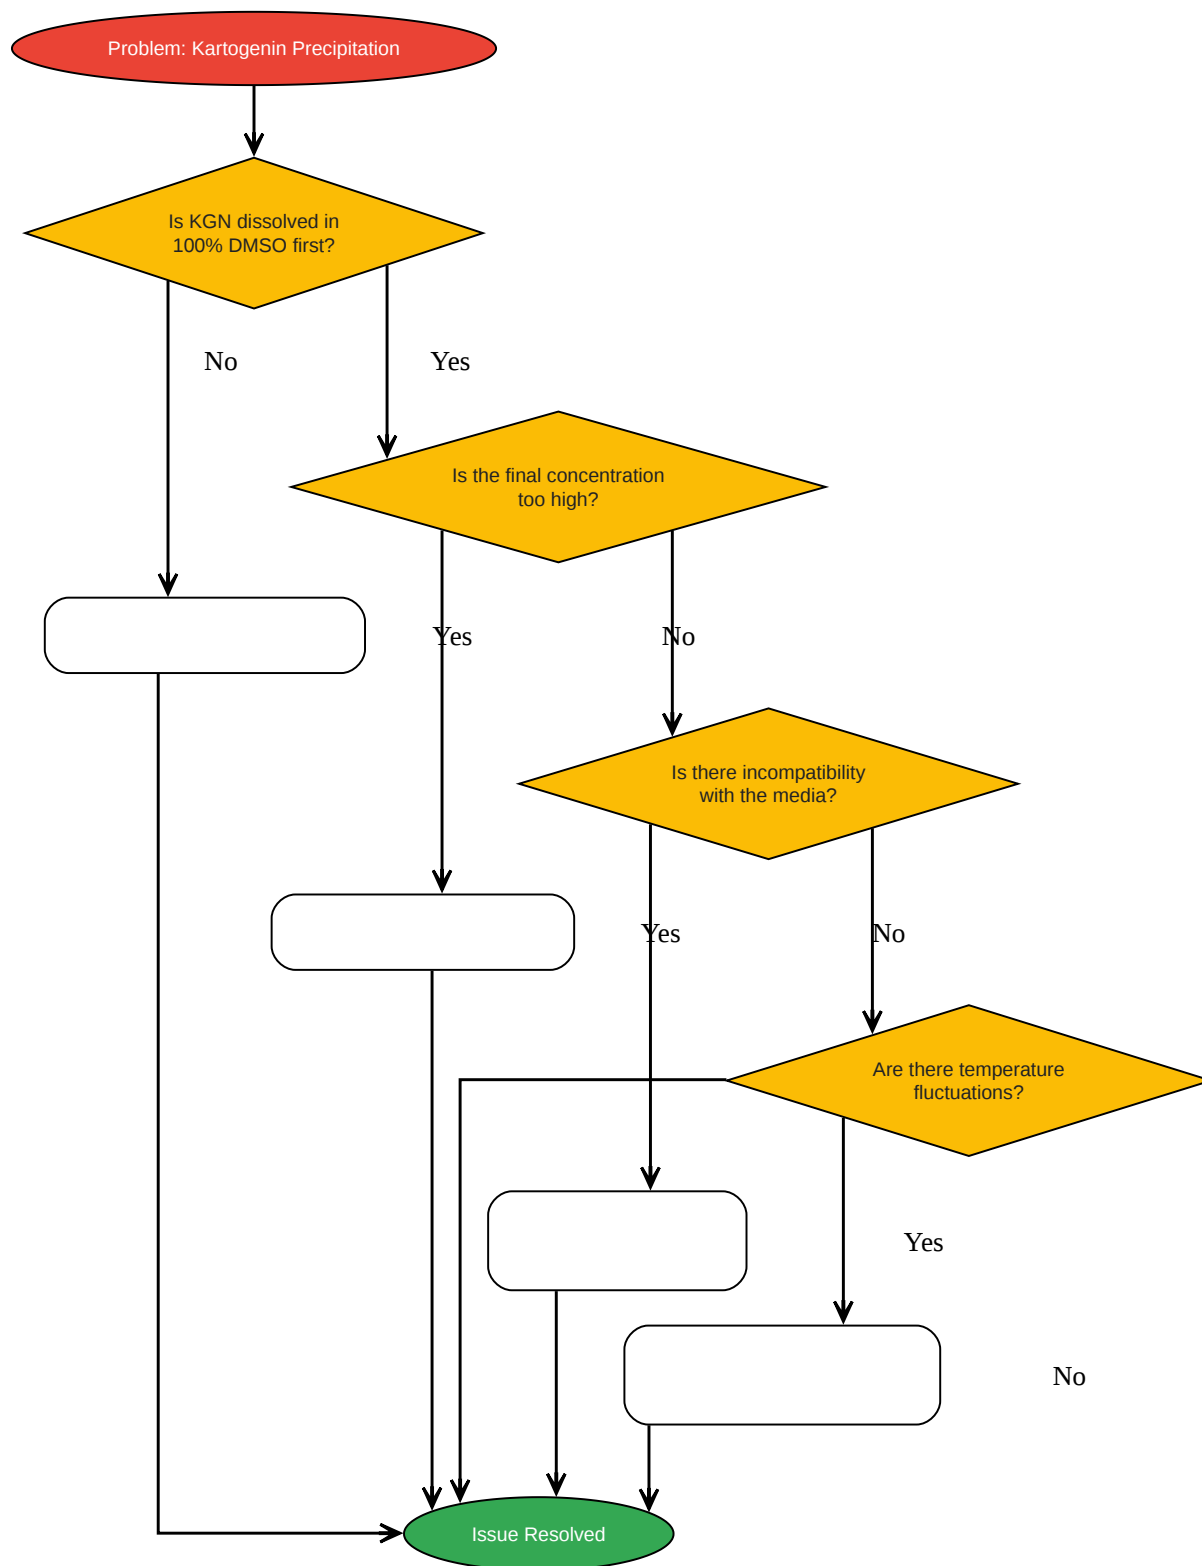 Problem: Kartogenin Precipitation
Is KGN dissolved in
100% DMSO first?
No
Yes
Is the final concentration
too high?
Yes
No
Is there incompatibility
with the media?
Yes
No
Are there temperature
fluctuations?
Yes
No
Issue Resolved